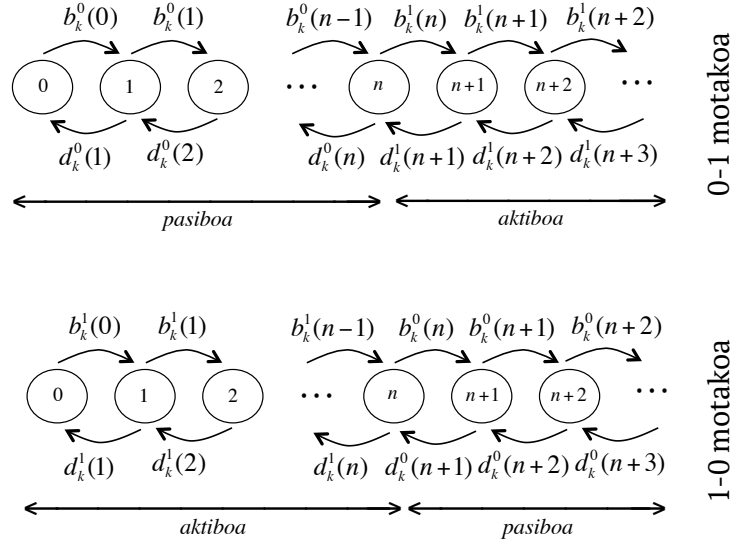 b_k^0(0) b_k^0(1) b_k^0(n−1) b_k^1(n) b_k^1(n+1) b_k^1(n+2)
0 1 2 ... n n+1 n+2 ...
d_k^0(1) d_k^0(2) d_k^0(n) d_k^1(n+1) d_k^1(n+2) d_k^1(n+3)
pasiboa aktiboa
0-1 motakoa
b_k^1(0) b_k^1(1) b_k^1(n−1) b_k^0(n) b_k^0(n+1) b_k^0(n+2)
0 1 2 ... n n+1 n+2 ...
d_k^1(1) d_k^1(2) d_k^1(n) d_k^0(n+1) d_k^0(n+2) d_k^0(n+3)
aktiboa pasiboa
1-0 motakoa